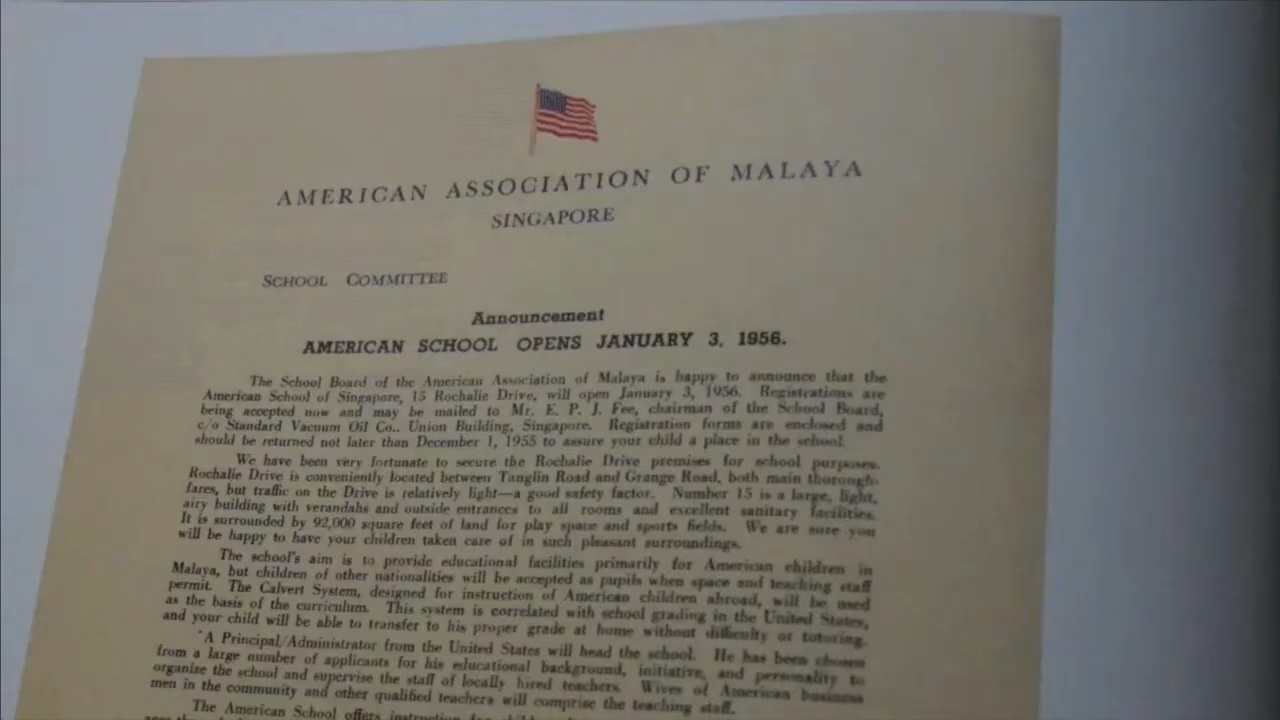 AMERICAN ASSOCIATION OF MALAYA
SINGAPORE
SCHOOL COMMITTEE
Announcement
AMERICAN SCHOOL OPENS JANUARY 3, 1956.
The School Board of the American Association of Malaya is happy to announce that the
American School of Singapore, 15 Rochalie Drive, will open January 3, 1956. Registrations are
being accepted now and may be mailed to Mr. E. P. J. Fee, chairman of the School Board,
c/o Standard Vacuum Oil Co., Union Building, Singapore. Registration forms are enclosed and
should be returned not later than December 1, 1955 to assure your child a place in the school.
We have been very fortunate to secure the Rochalie Drive premises for school purposes.
Rochalie Drive is conveniently located between Tanglin Road and Grange Road, both main thorough-
fares, but traffic on the Drive is relatively light—a good safety factor. Number 15 is a large, light,
airy building with verandahs and outside entrances to all rooms and excellent sanitary facilities.
It is surrounded by 92,000 square feet of land for play space and sports fields. We are sure you
will be happy to have your children taken care of in such pleasant surroundings.
The school's aim is to provide educational facilities primarily for American children in
Malaya, but children of other nationalities will be accepted as pupils when space and teaching staff
permit. The Calvert System, designed for instruction of American children abroad, will be used
as the basis of the curriculum. This system is correlated with school grading in the United States,
and your child will be able to transfer to his proper grade at home without difficulty or tutoring.
A Principal/Administrator from the United States will head the school. He has been chosen
from a large number of applicants for his educational background, initiative, and personality to
organize the school and supervise the staff of locally hired teachers. Wives of American business
men in the community and other qualified teachers will comprise the teaching staff.
The American School offers instruction for